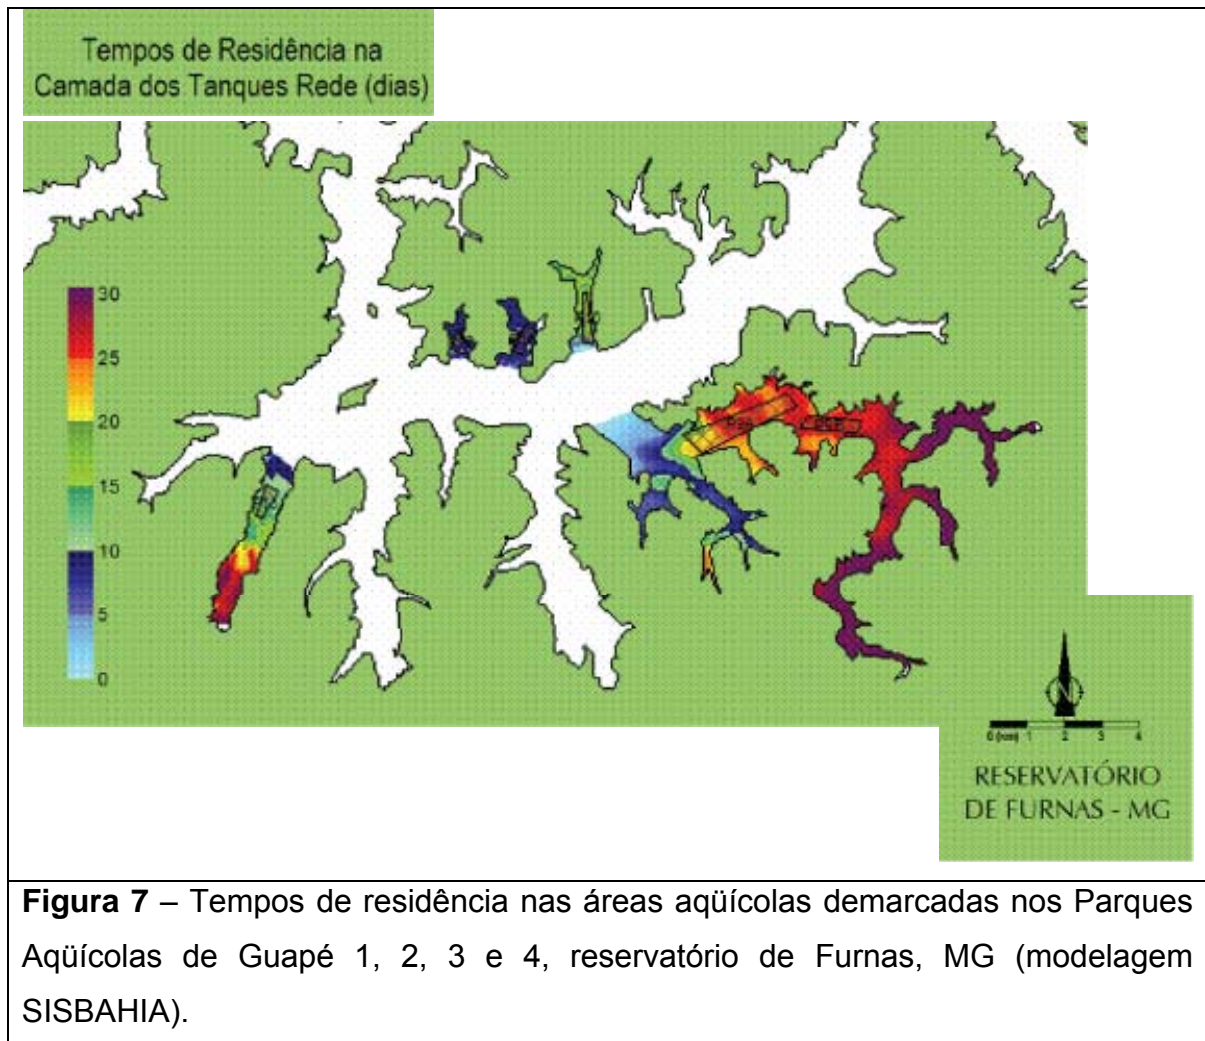 Tempos de Residência na
Camada dos Tanques Rede (dias)
30
25
20
15
10
5
0
N
0 (km) 1 2 3 4
RESERVATÓRIO
DE FURNAS - MG
Figura 7 – Tempos de residência nas áreas aqüícolas demarcadas nos Parques
Aqüícolas de Guapé 1, 2, 3 e 4, reservatório de Furnas, MG (modelagem
SISBAHIA).